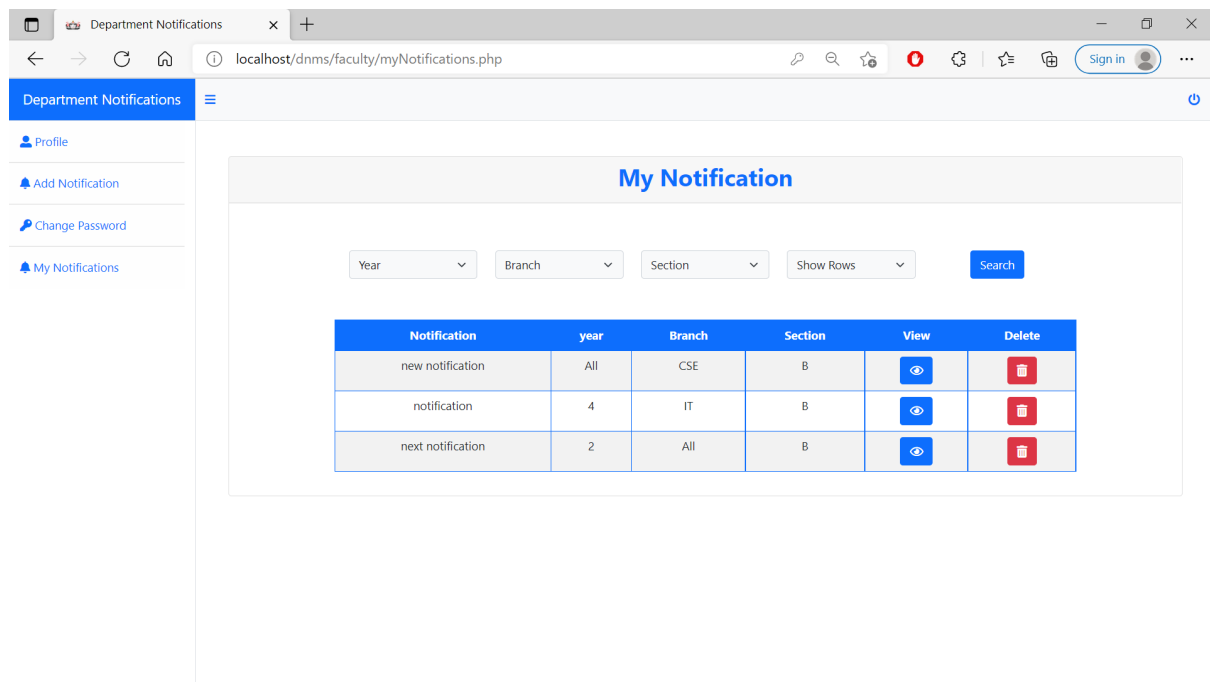 Department Notifications
localhost/dnms/faculty/myNotifications.php
Sign in
Department Notifications
Profile
Add Notification
Change Password
My Notifications
My Notification
Year Branch Section Show Rows Search
Notification year Branch Section View Delete
new notification All CSE B
notification 4 IT B
next notification 2 All B